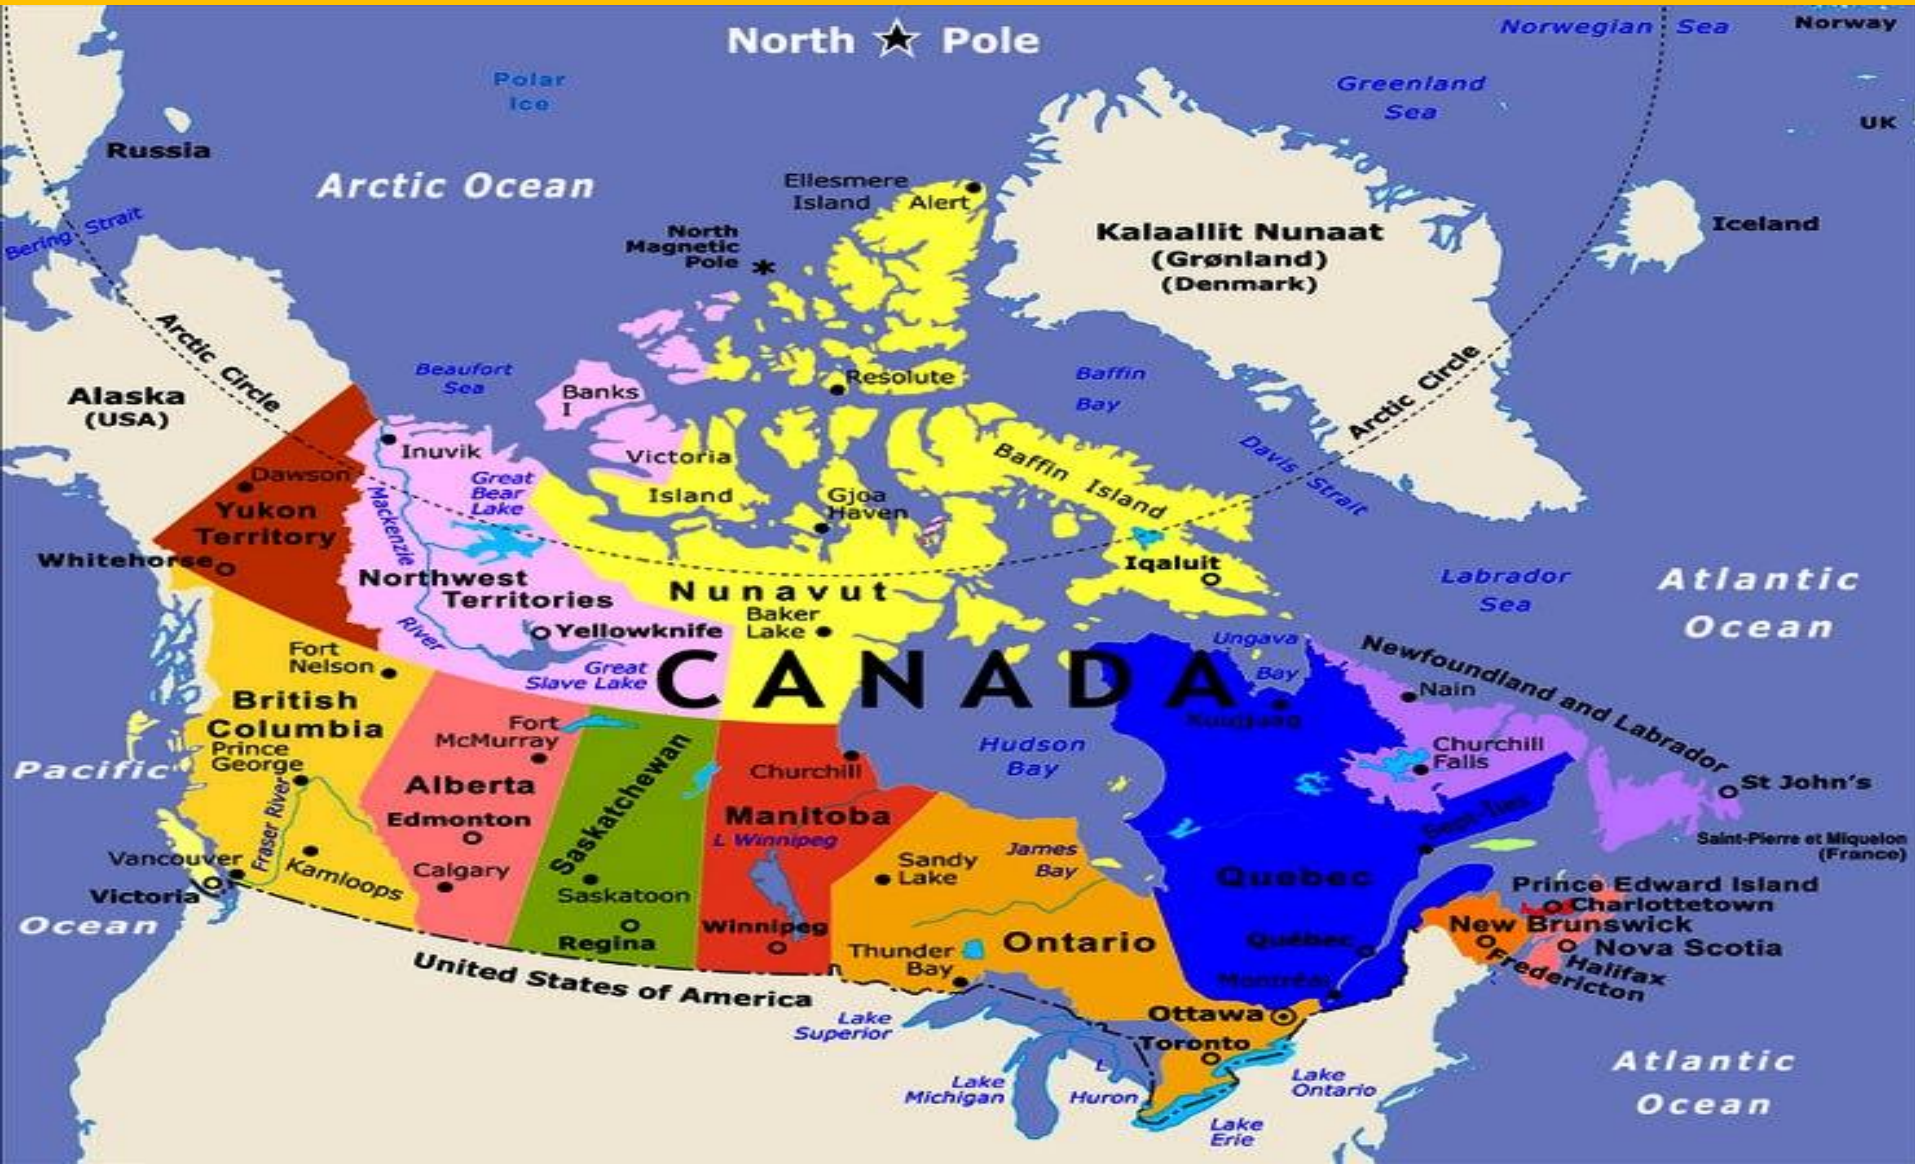 North ★ Pole
Norwegian Sea
Norway
Polar
Ice
Greenland
Sea
UK
Russia
Arctic Ocean
Ellesmere
Island
Alert
North
Magnetic
Pole
Kalaallit Nunaat
(Grønland)
(Denmark)
Iceland
Bering Strait
Arctic Circle
Beaufort
Sea
Banks
I
Resolute
Baffin
Bay
Arctic Circle
Alaska
(USA)
Inuvik
Victoria
Island
Baffin Island
Davis
Strait
Dawson
Great
Bear
Lake
Gjoa
Haven
Yukon
Territory
Mackenzie
River
Whitehorse
Northwest
Territories
Nunavut
Iqaluit
Labrador
Sea
Atlantic
Ocean
Yellowknife
Baker
Lake
Ungava
Bay
Newfoundland and Labrador
Fort
Nelson
Great
Slave Lake
CANADA
Nain
British
Columbia
Fort
McMurray
Kuujjuaq
Prince
George
Pacific
Ocean
Saskatchewan
Churchill
Hudson
Bay
Churchill
Falls
St John's
Alberta
Fraser River
Edmonton
Manitoba
L Winnipeg
Sept-Iles
Saint-Pierre et Miquelon
(France)
Vancouver
Victoria
Kamloops
Calgary
Saskatoon
Sandy
Lake
James
Bay
Quebec
Prince Edward Island
Charlottetown
New Brunswick
Regina
Winnipeg
Thunder
Bay
Ontario
Québec
Nova Scotia
Halifax
Fredericton
United States of America
Montréal
Ottawa
Lake
Superior
Toronto
Lake
Michigan
L
Huron
Lake
Ontario
Lake
Erie
Atlantic
Ocean